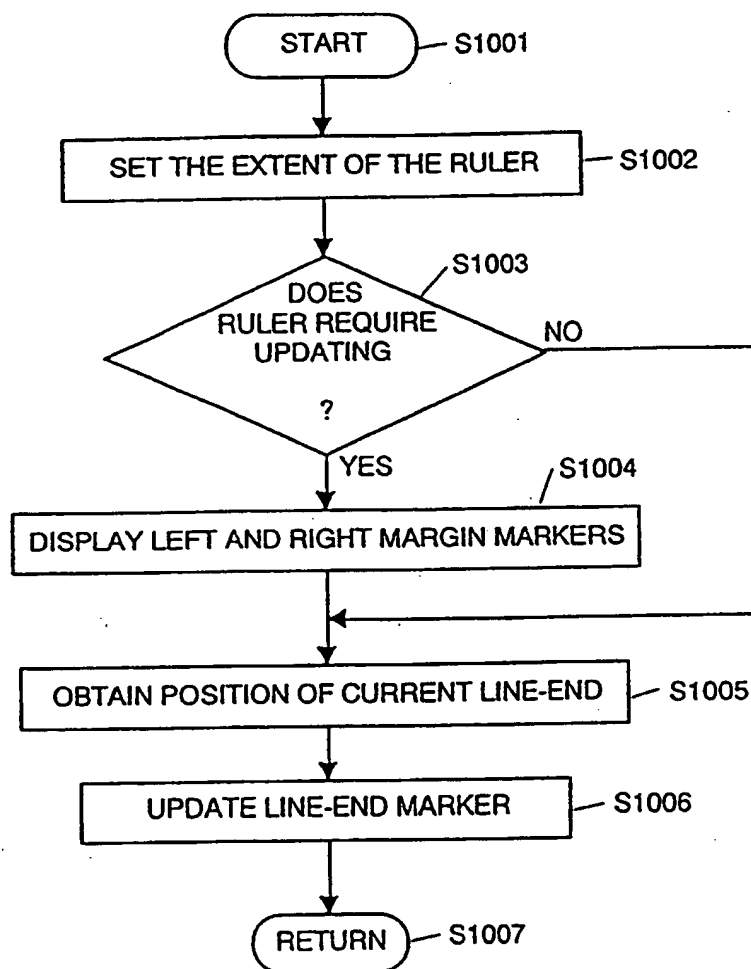 START
S1001
SET THE EXTENT OF THE RULER
S1002
S1003
DOES
RULER REQUIRE
UPDATING
?
NO
YES
S1004
DISPLAY LEFT AND RIGHT MARGIN MARKERS
OBTAIN POSITION OF CURRENT LINE-END
S1005
UPDATE LINE-END MARKER
S1006
RETURN
S1007